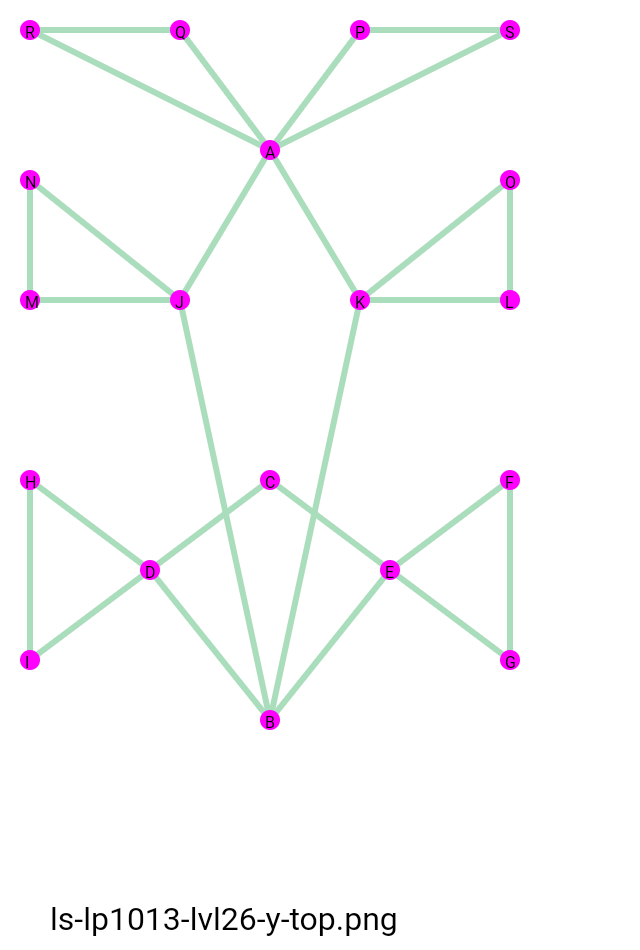 R Q P S
A
N O
M J K L
H C F
D E
I G
B
ls-lp1013-lvl26-y-top.png